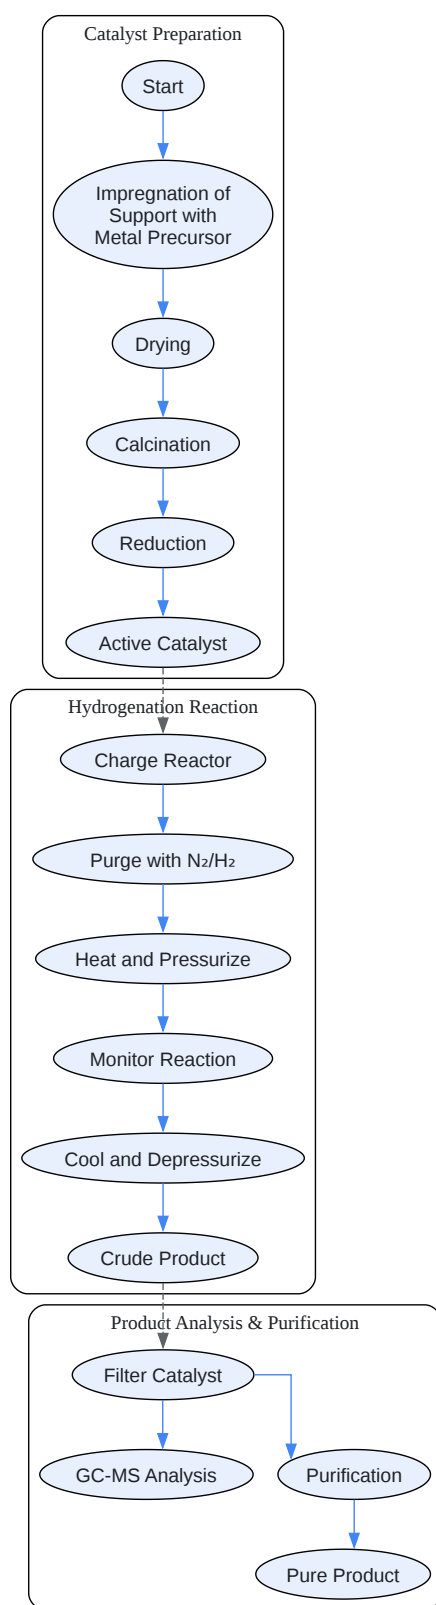 Catalyst Preparation
Start
Impregnation of
Support with
Metal Precursor
Drying
Calcination
Reduction
Active Catalyst
Hydrogenation Reaction
Charge Reactor
Purge with N₂/H₂
Heat and Pressurize
Monitor Reaction
Cool and Depressurize
Crude Product
Product Analysis & Purification
Filter Catalyst
GC-MS Analysis
Purification
Pure Product